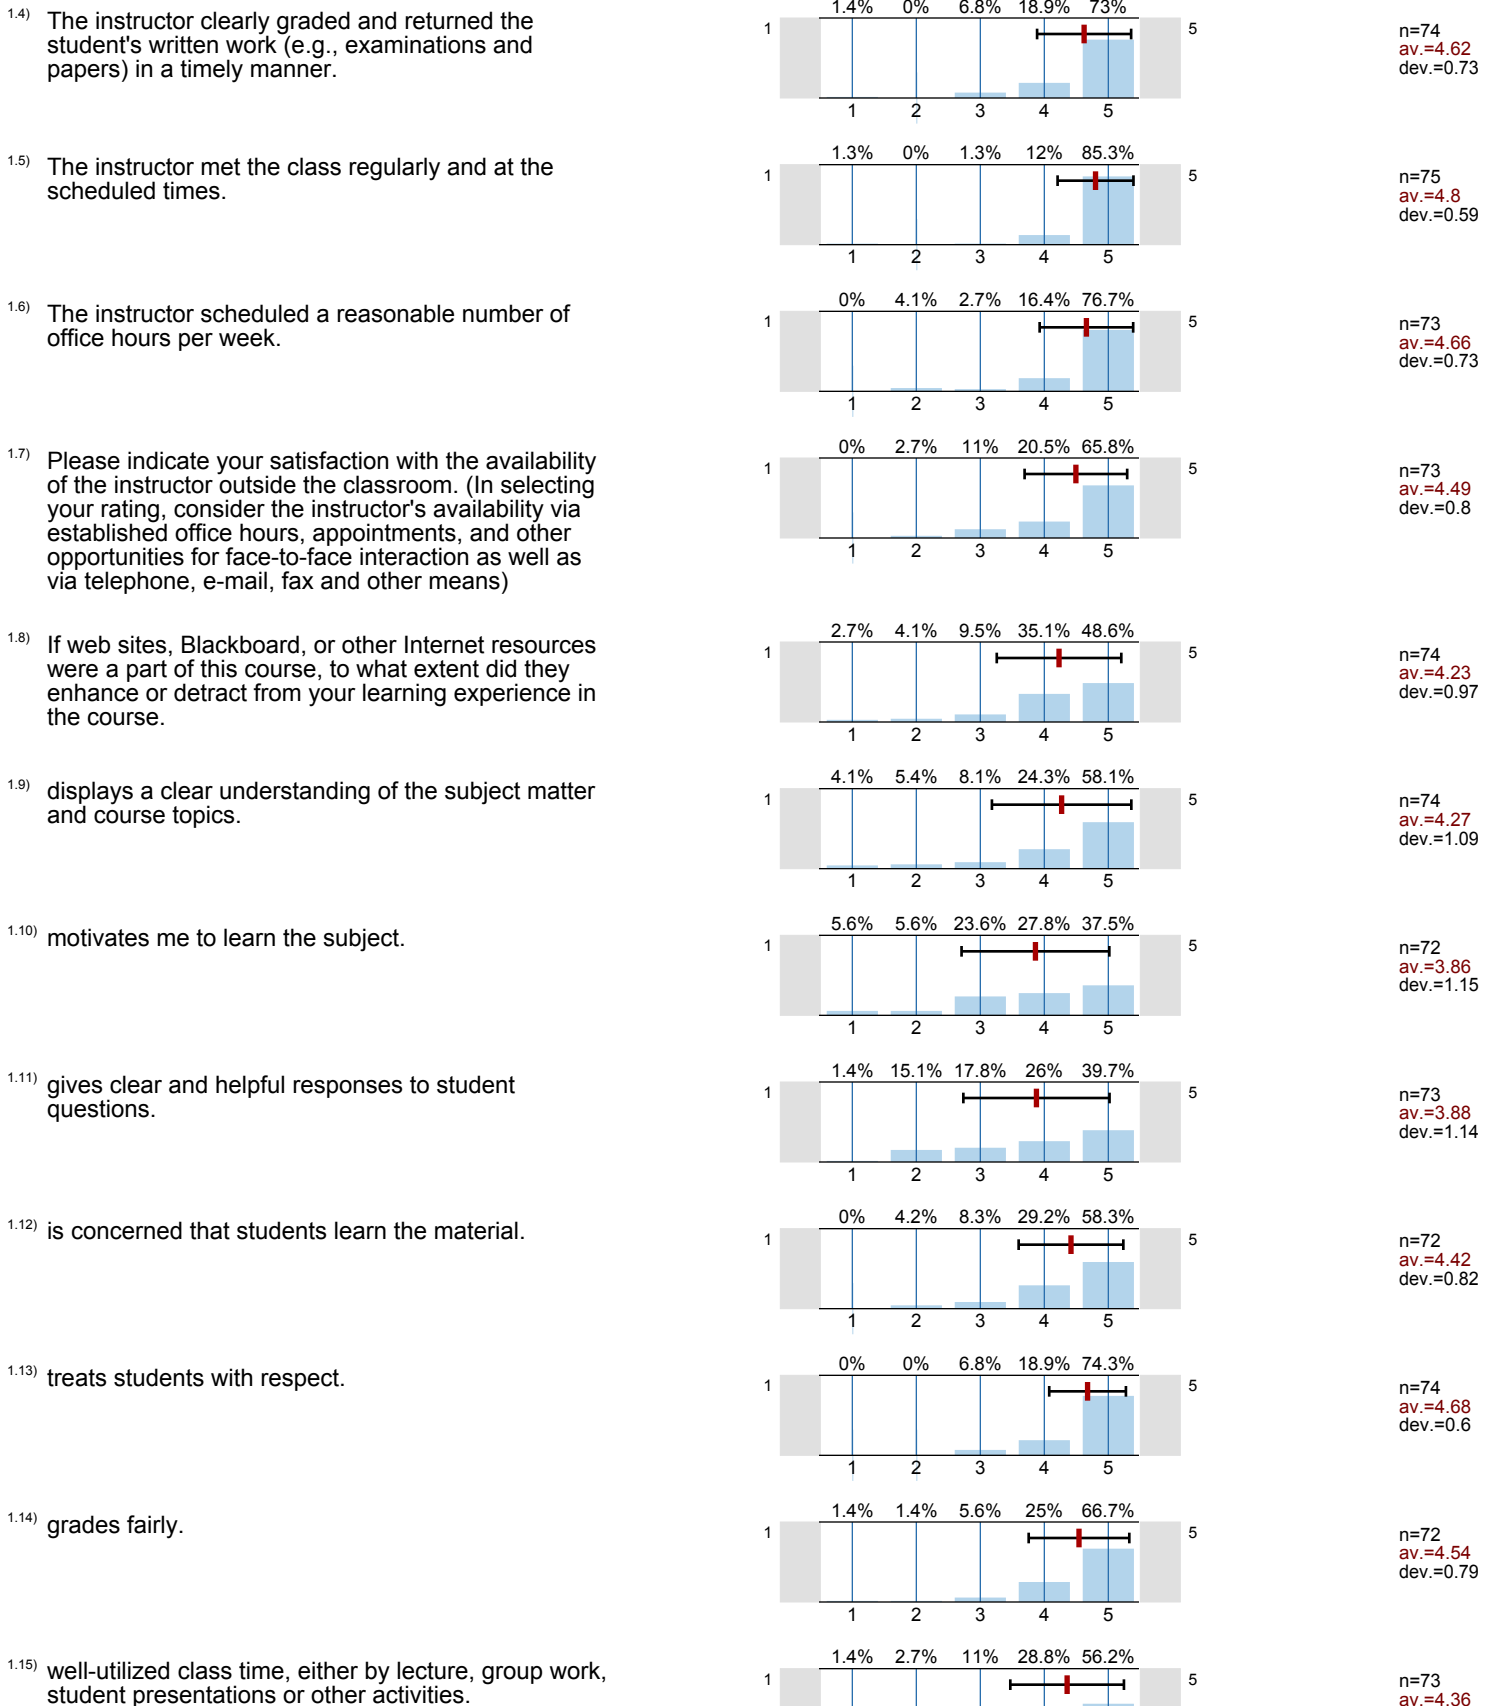 1.4) The instructor clearly graded and returned the
student's written work (e.g., examinations and
papers) in a timely manner.
1.4% 0% 6.8% 18.9% 73%
1 5
1 2 3 4 5
n=74
av.=4.62
dev.=0.73
1.5) The instructor met the class regularly and at the
scheduled times.
1.3% 0% 1.3% 12% 85.3%
1 5
1 2 3 4 5
n=75
av.=4.8
dev.=0.59
1.6) The instructor scheduled a reasonable number of
office hours per week.
0% 4.1% 2.7% 16.4% 76.7%
1 5
1 2 3 4 5
n=73
av.=4.66
dev.=0.73
1.7) Please indicate your satisfaction with the availability
of the instructor outside the classroom. (In selecting
your rating, consider the instructor's availability via
established office hours, appointments, and other
opportunities for face-to-face interaction as well as
via telephone, e-mail, fax and other means)
0% 2.7% 11% 20.5% 65.8%
1 5
1 2 3 4 5
n=73
av.=4.49
dev.=0.8
1.8) If web sites, Blackboard, or other Internet resources
were a part of this course, to what extent did they
enhance or detract from your learning experience in
the course.
2.7% 4.1% 9.5% 35.1% 48.6%
1 5
1 2 3 4 5
n=74
av.=4.23
dev.=0.97
1.9) displays a clear understanding of the subject matter
and course topics.
4.1% 5.4% 8.1% 24.3% 58.1%
1 5
1 2 3 4 5
n=74
av.=4.27
dev.=1.09
1.10) motivates me to learn the subject.
5.6% 5.6% 23.6% 27.8% 37.5%
1 5
1 2 3 4 5
n=72
av.=3.86
dev.=1.15
1.11) gives clear and helpful responses to student
questions.
1.4% 15.1% 17.8% 26% 39.7%
1 5
1 2 3 4 5
n=73
av.=3.88
dev.=1.14
1.12) is concerned that students learn the material.
0% 4.2% 8.3% 29.2% 58.3%
1 5
1 2 3 4 5
n=72
av.=4.42
dev.=0.82
1.13) treats students with respect.
0% 0% 6.8% 18.9% 74.3%
1 5
1 2 3 4 5
n=74
av.=4.68
dev.=0.6
1.14) grades fairly.
1.4% 1.4% 5.6% 25% 66.7%
1 5
1 2 3 4 5
n=72
av.=4.54
dev.=0.79
1.15) well-utilized class time, either by lecture, group work,
student presentations or other activities.
1.4% 2.7% 11% 28.8% 56.2%
1 5
n=73
av.=4.36